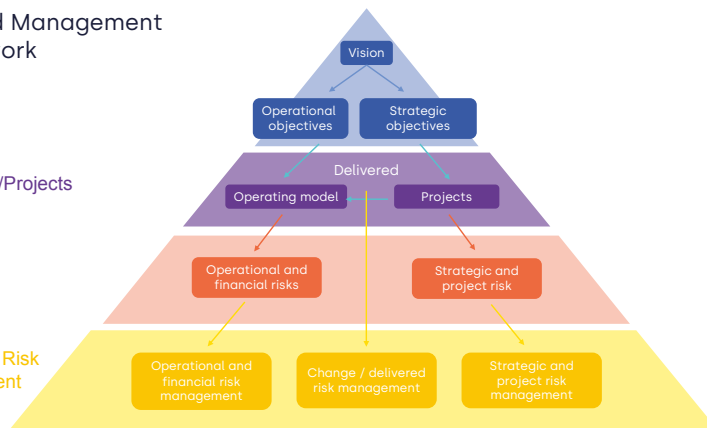 d Management
ork
Vision
Operational
objectives
Strategic
objectives
Delivered
/Projects
Operating model
Projects
Operational and
financial risks
Strategic and
project risk
Risk
ent
Operational and
financial risk
management
Change / delivered
risk management
Strategic and
project risk
management